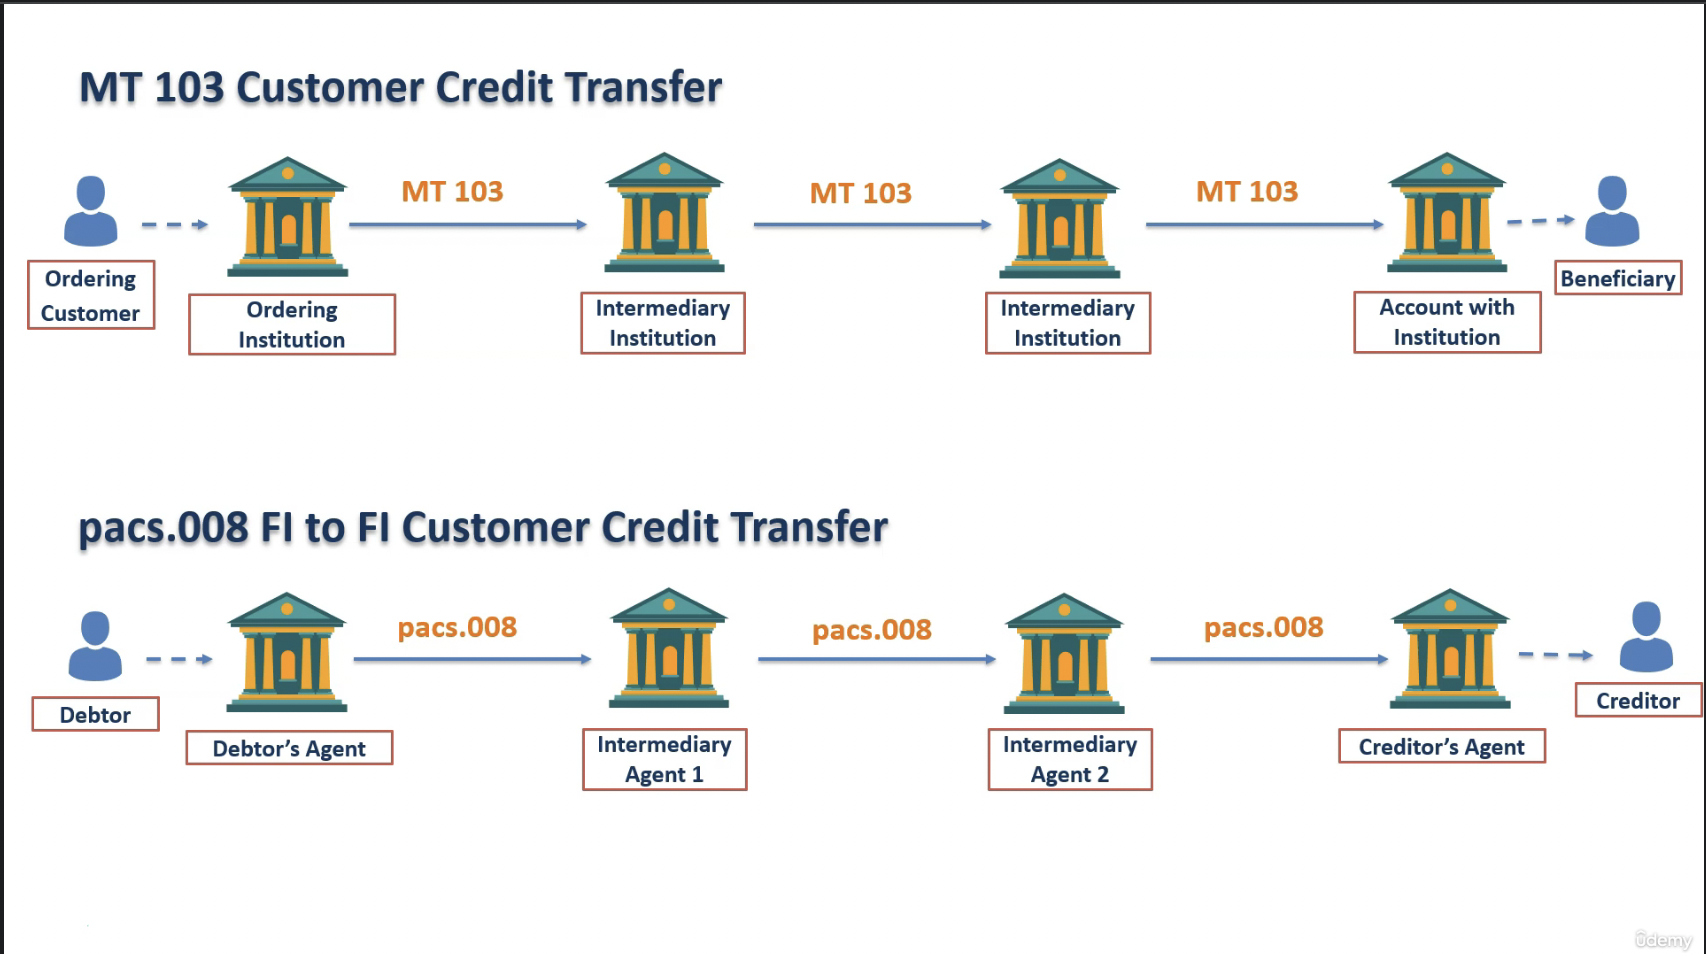 MT 103 Customer Credit Transfer
MT 103
MT 103
MT 103
Ordering
Customer
Ordering
Institution
Intermediary
Institution
Intermediary
Institution
Account with
Institution
Beneficiary
pacs.008 FI to FI Customer Credit Transfer
pacs.008
pacs.008
pacs.008
Debtor
Debtor’s Agent
Intermediary
Agent 1
Intermediary
Agent 2
Creditor’s Agent
Creditor
ûdemy